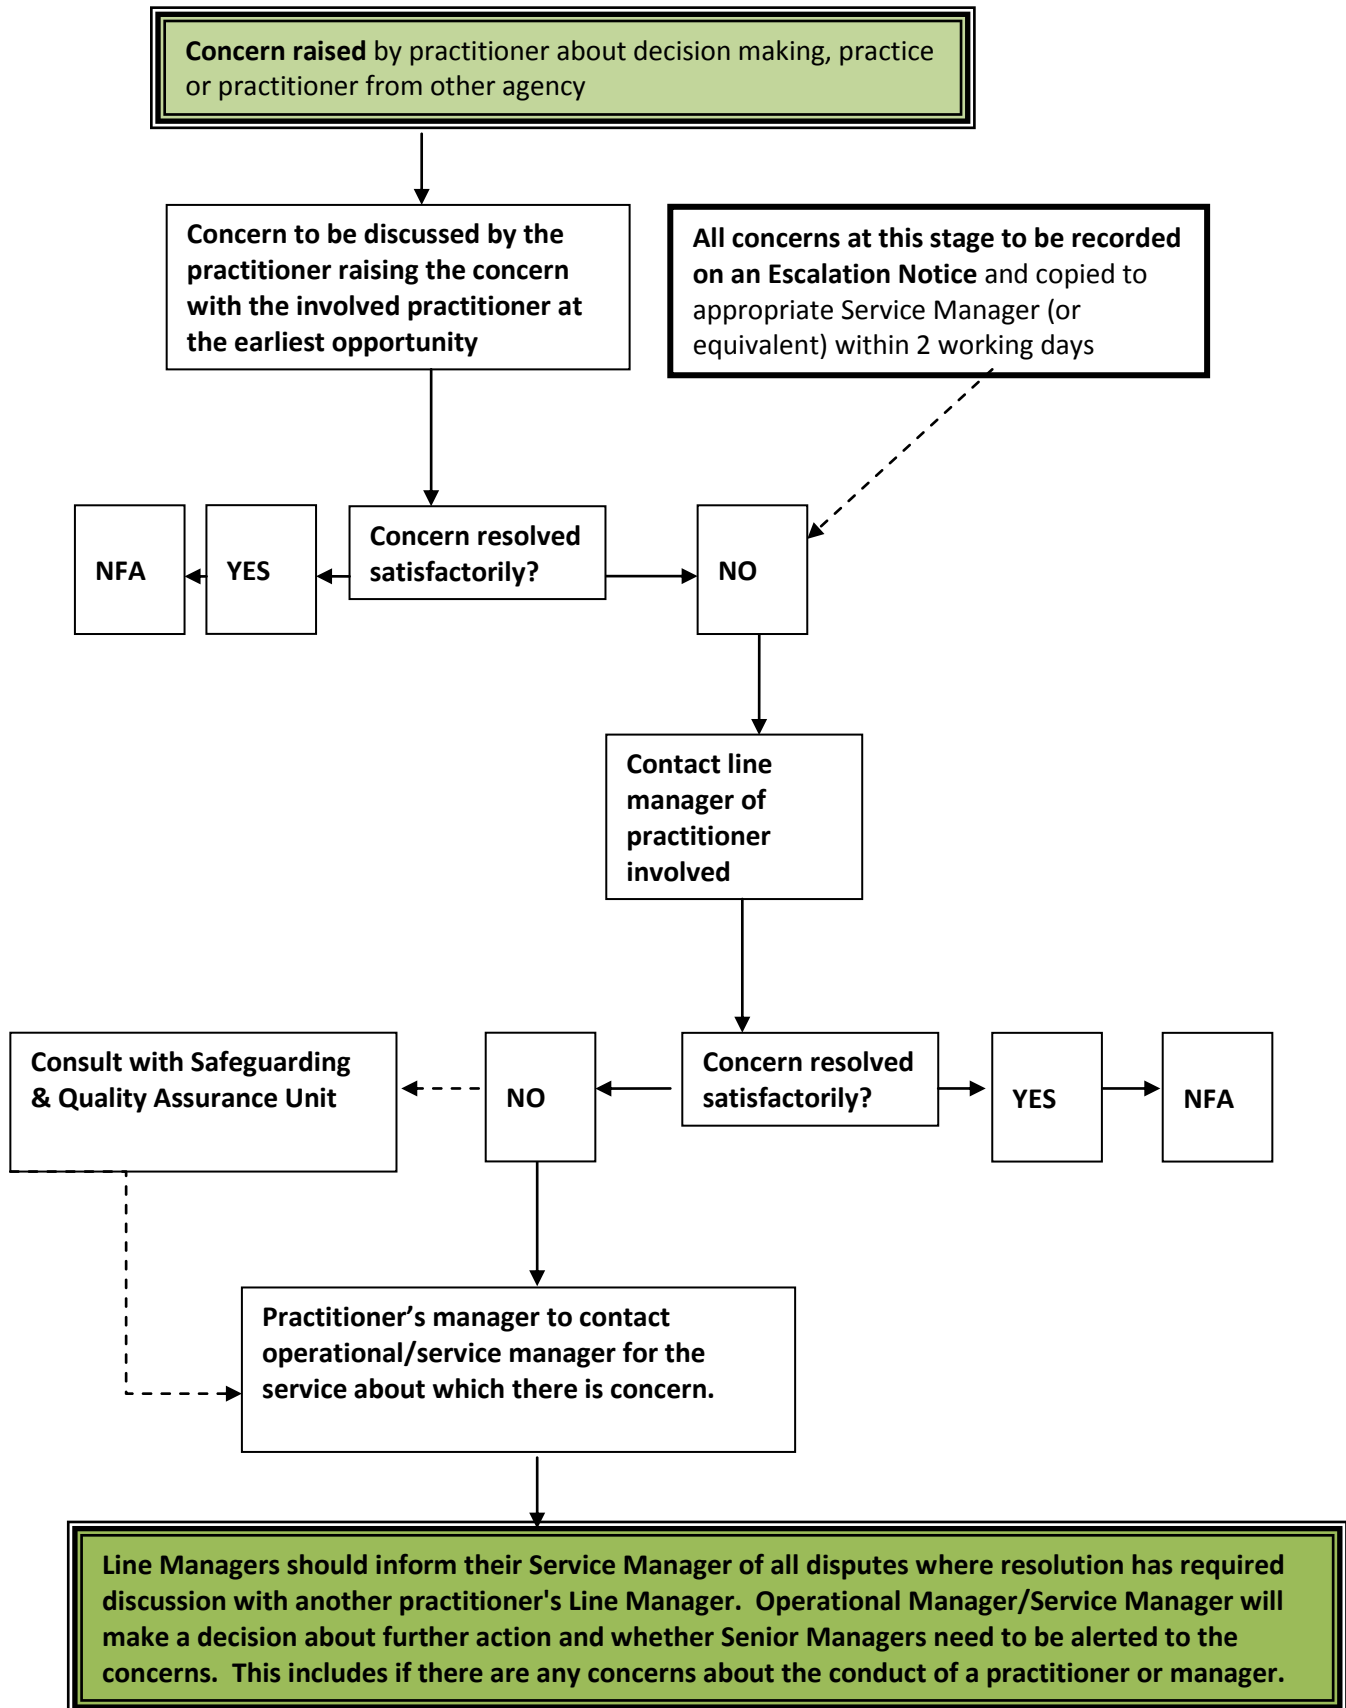 Concern raised by practitioner about decision making, practice
or practitioner from other agency
Concern to be discussed by the
practitioner raising the concern
with the involved practitioner at
the earliest opportunity
All concerns at this stage to be recorded
on an Escalation Notice and copied to
appropriate Service Manager (or
equivalent) within 2 working days
NFA
YES
Concern resolved
satisfactorily?
NO
Contact line
manager of
practitioner
involved
Consult with Safeguarding
& Quality Assurance Unit
NO
Concern resolved
satisfactorily?
YES
NFA
Practitioner’s manager to contact
operational/service manager for the
service about which there is concern.
Line Managers should inform their Service Manager of all disputes where resolution has required
discussion with another practitioner's Line Manager.  Operational Manager/Service Manager will
make a decision about further action and whether Senior Managers need to be alerted to the
concerns.  This includes if there are any concerns about the conduct of a practitioner or manager.